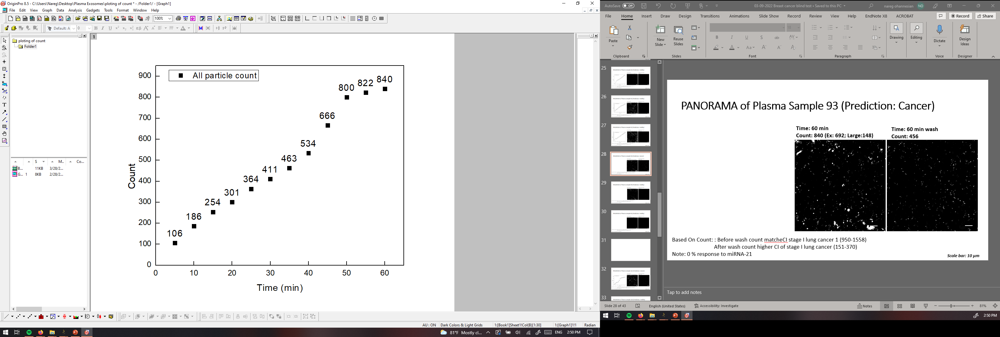 OriginPro 8.5 - C:\Users\Nareg\Desktop\Plasma Exosomes\ploting of count * - /Folder1/ - [Graph1]
File Edit View Graph Data Analysis Gadgets Tools Format Window Help
100%
Default: A 0 B I U
ploting of count
Folder1
S M.. Co...
B... 11KB 3/28/2...
G... 1 8KB 2/28/2...
1
All particle count
900
800
700
600
500
400
300
200
100
0
Count
106
186
254
301
364
411
463
534
666
800
822
840
0 10 20 30 40 50 60
Time (min)
AU : ON Dark Colors & Light Grids 1:[Book1]Sheet1!Col(B)[1:30] 1:[Graph1]1!1 Radian
81°F Mostly cl... ENG 2:50 PM
AutoSave Off 03-09-2022 Breast cancer blind test • Saved to this PC nareg ohannesian NO
File Home Insert Draw Design Transitions Animations Slide Show Record Review View Help EndNote X8 ACROBAT Record Share
Paste
New Slide
Reuse Slides
B I U S ab AV
Aa A A
Drawing
Editing
Dictate
Design Ideas
Clipboard Slides Font Paragraph Voice Designer
25
26
27
28
29
30
31
32
33
PANORAMA of Plasma Sample 93 (Prediction: Cancer)
Time: 60 min
Count: 840 (Ex: 692; Large:148)
Time: 60 min wash
Count: 456
Based On Count: : Before wash count matcheCI stage I lung cancer 1 (950-1558)
After wash count higher CI of stage I lung cancer (151-370)
Note: 0 % response to miRNA-21
Scale bar: 10 µm
Tap to add notes
Slide 28 of 43 English (United States) Accessibility: Investigate Notes 81%
2:50 PM